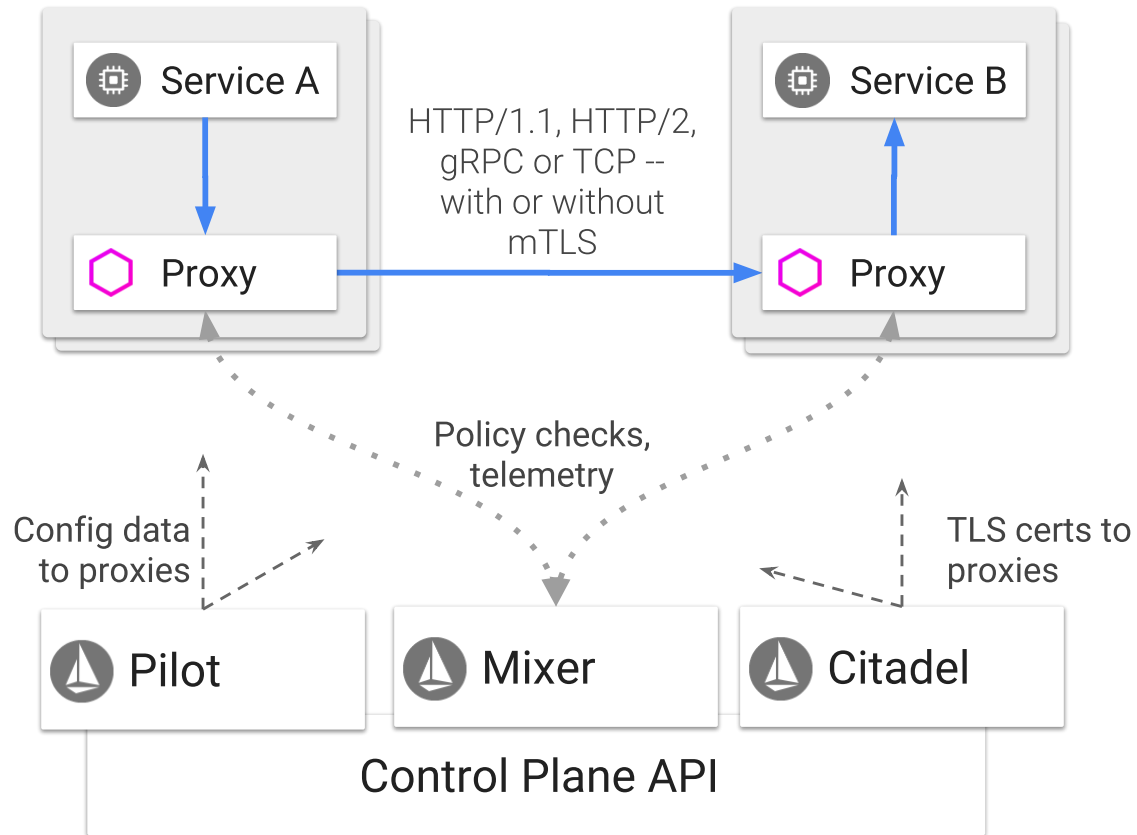 Service A
Service B
HTTP/1.1, HTTP/2,
gRPC or TCP --
with or without
mTLS
Proxy
Proxy
Policy checks,
telemetry
Config data
to proxies
TLS certs to
proxies
Pilot
Mixer
Citadel
Control Plane API